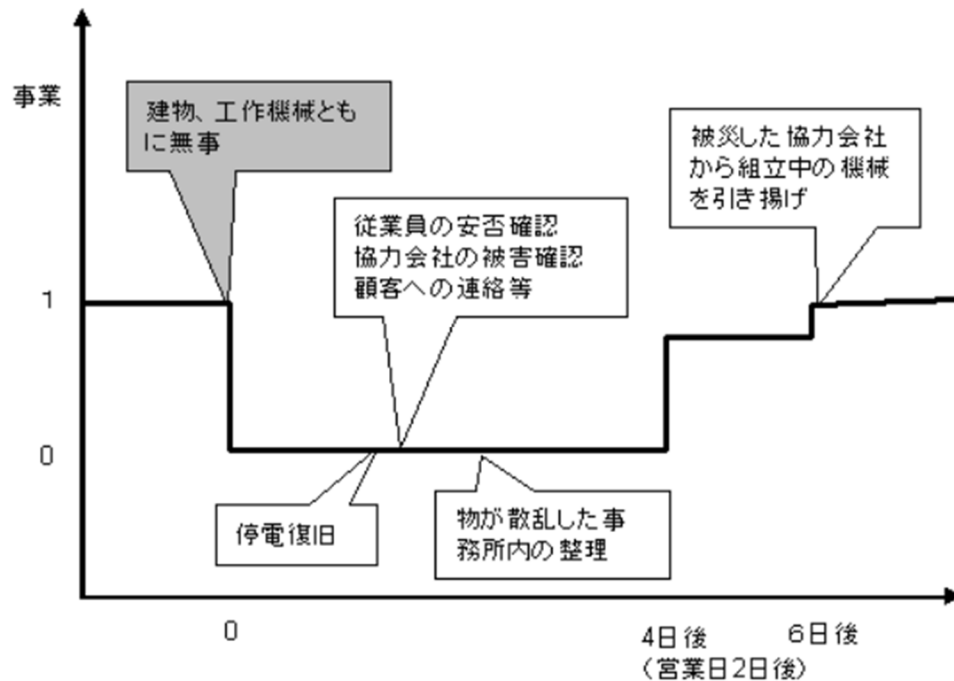 事業
建物、工作機械とも
に無事
被災した協力会社
から組立中の機械
を引き揚げ
従業員の安否確認
協力会社の被害確認
顧客への連絡等
1
0
停電復旧
物が散乱した事
務所内の整理
0
4日後
(営業日2日後)
6日後